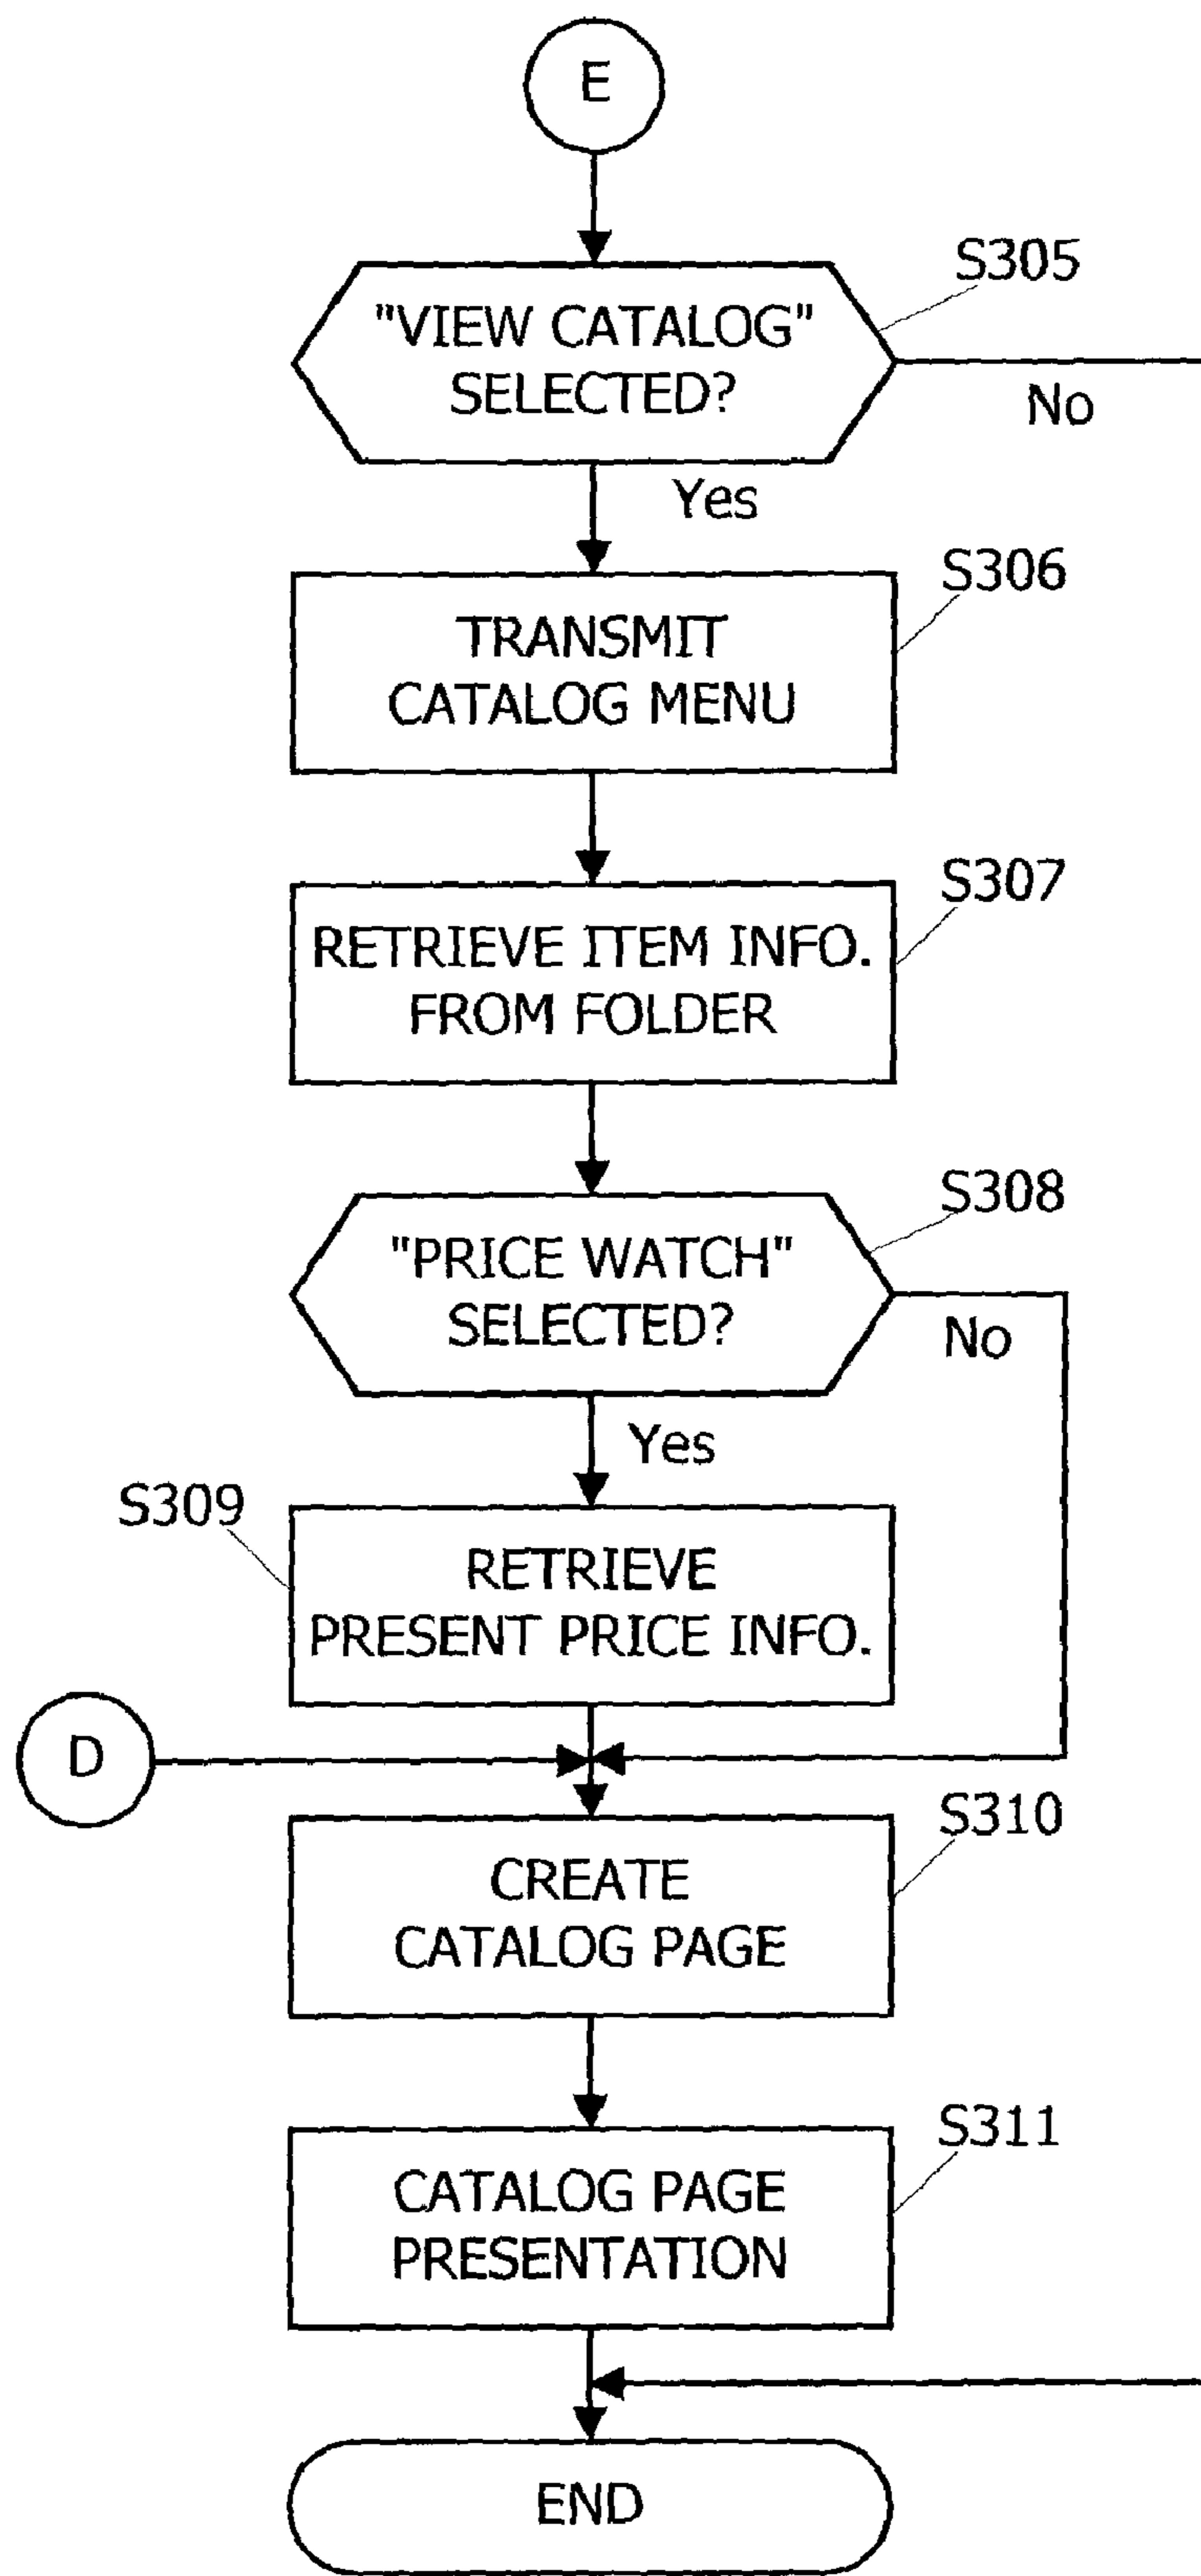 E
S305
"VIEW CATALOG"
SELECTED?
No
Yes
S306
TRANSMIT
CATALOG MENU
S307
RETRIEVE ITEM INFO.
FROM FOLDER
S308
"PRICE WATCH"
SELECTED?
No
Yes
S309
RETRIEVE
PRESENT PRICE INFO.
D
S310
CREATE
CATALOG PAGE
S311
CATALOG PAGE
PRESENTATION
END